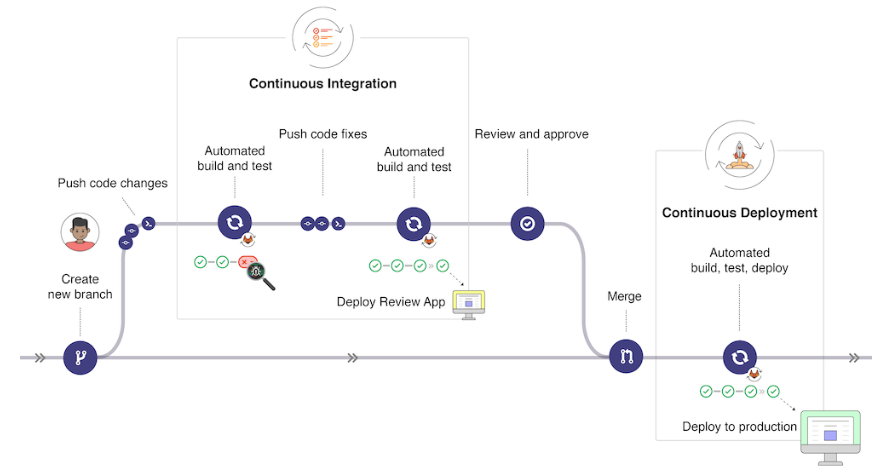 Continuous Integration
Push code fixes
Review and approve
Automated
build and test
Automated
build and test
Push code changes
Continuous Deployment
Automated
build, test, deploy
Create
new branch
Deploy Review App
Merge
Deploy to production